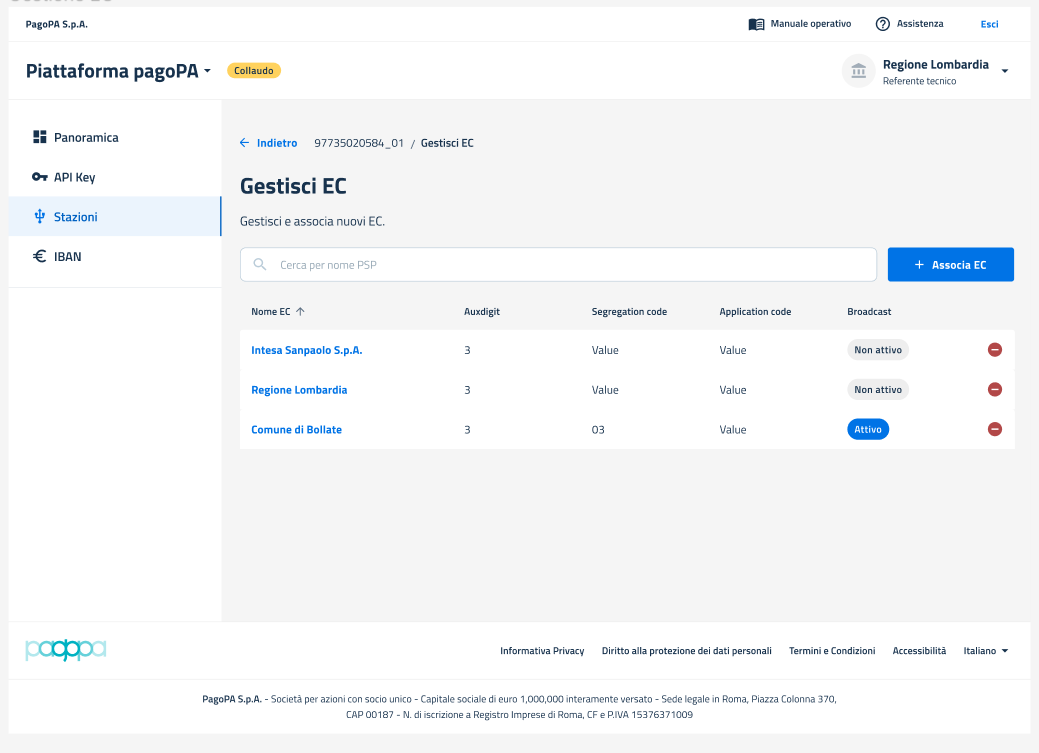 PagoPA S.p.A.
Manuale operativo
Assistenza
Esci
Piattaforma pagoPA
Collaudo
Regione Lombardia
Referente tecnico
Panoramica
API Key
Stazioni
IBAN
Indietro
97735020584_01 / Gestisci EC
Gestisci EC
Gestisci e associa nuovi EC.
Cerca per nome PSP
+ Associa EC
Nome EC Auxdigit Segregation code Application code Broadcast
Intesa Sanpaolo S.p.A. 3 Value Value Non attivo
Regione Lombardia 3 Value Value Non attivo
Comune di Bollate 3 03 Value Attivo
pagopa
Informativa Privacy Diritto alla protezione dei dati personali Termini e Condizioni Accessibilità Italiano
PagoPA S.p.A. - Società per azioni con socio unico - Capitale sociale di euro 1,000,000 interamente versato - Sede legale in Roma, Piazza Colonna 370,
CAP 00187 - N. di iscrizione a Registro Imprese di Roma, CF e P.IVA 15376371009